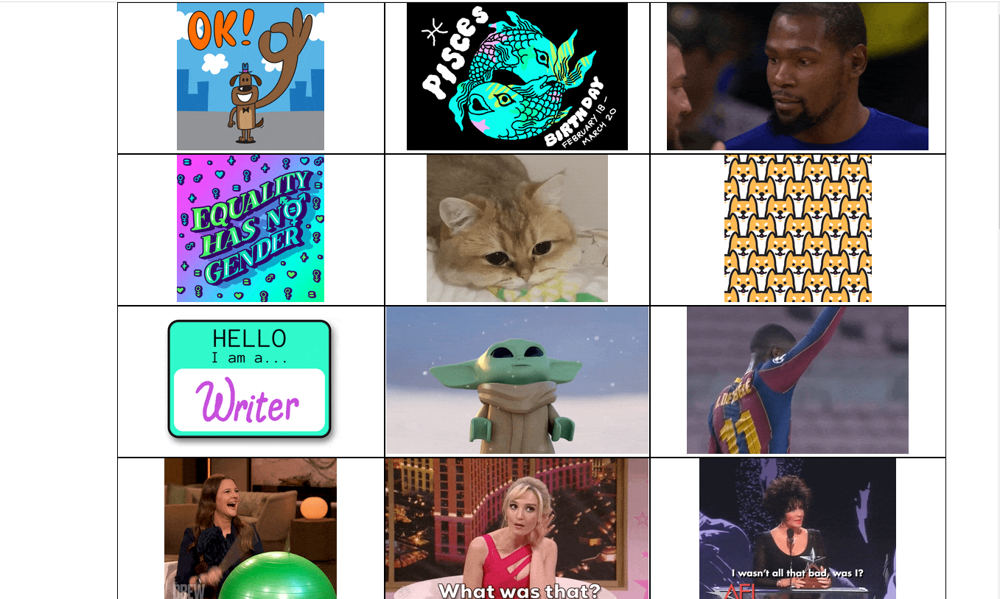 OK!
PISCES
BIRTHDAY
FEBRUARY 18 –
MARCH 20
EQUALITY
HAS NO
GENDER
HELLO
I am a...
Writer
11
DREW
What was that?
I wasn't all that bad, was I?
AFI